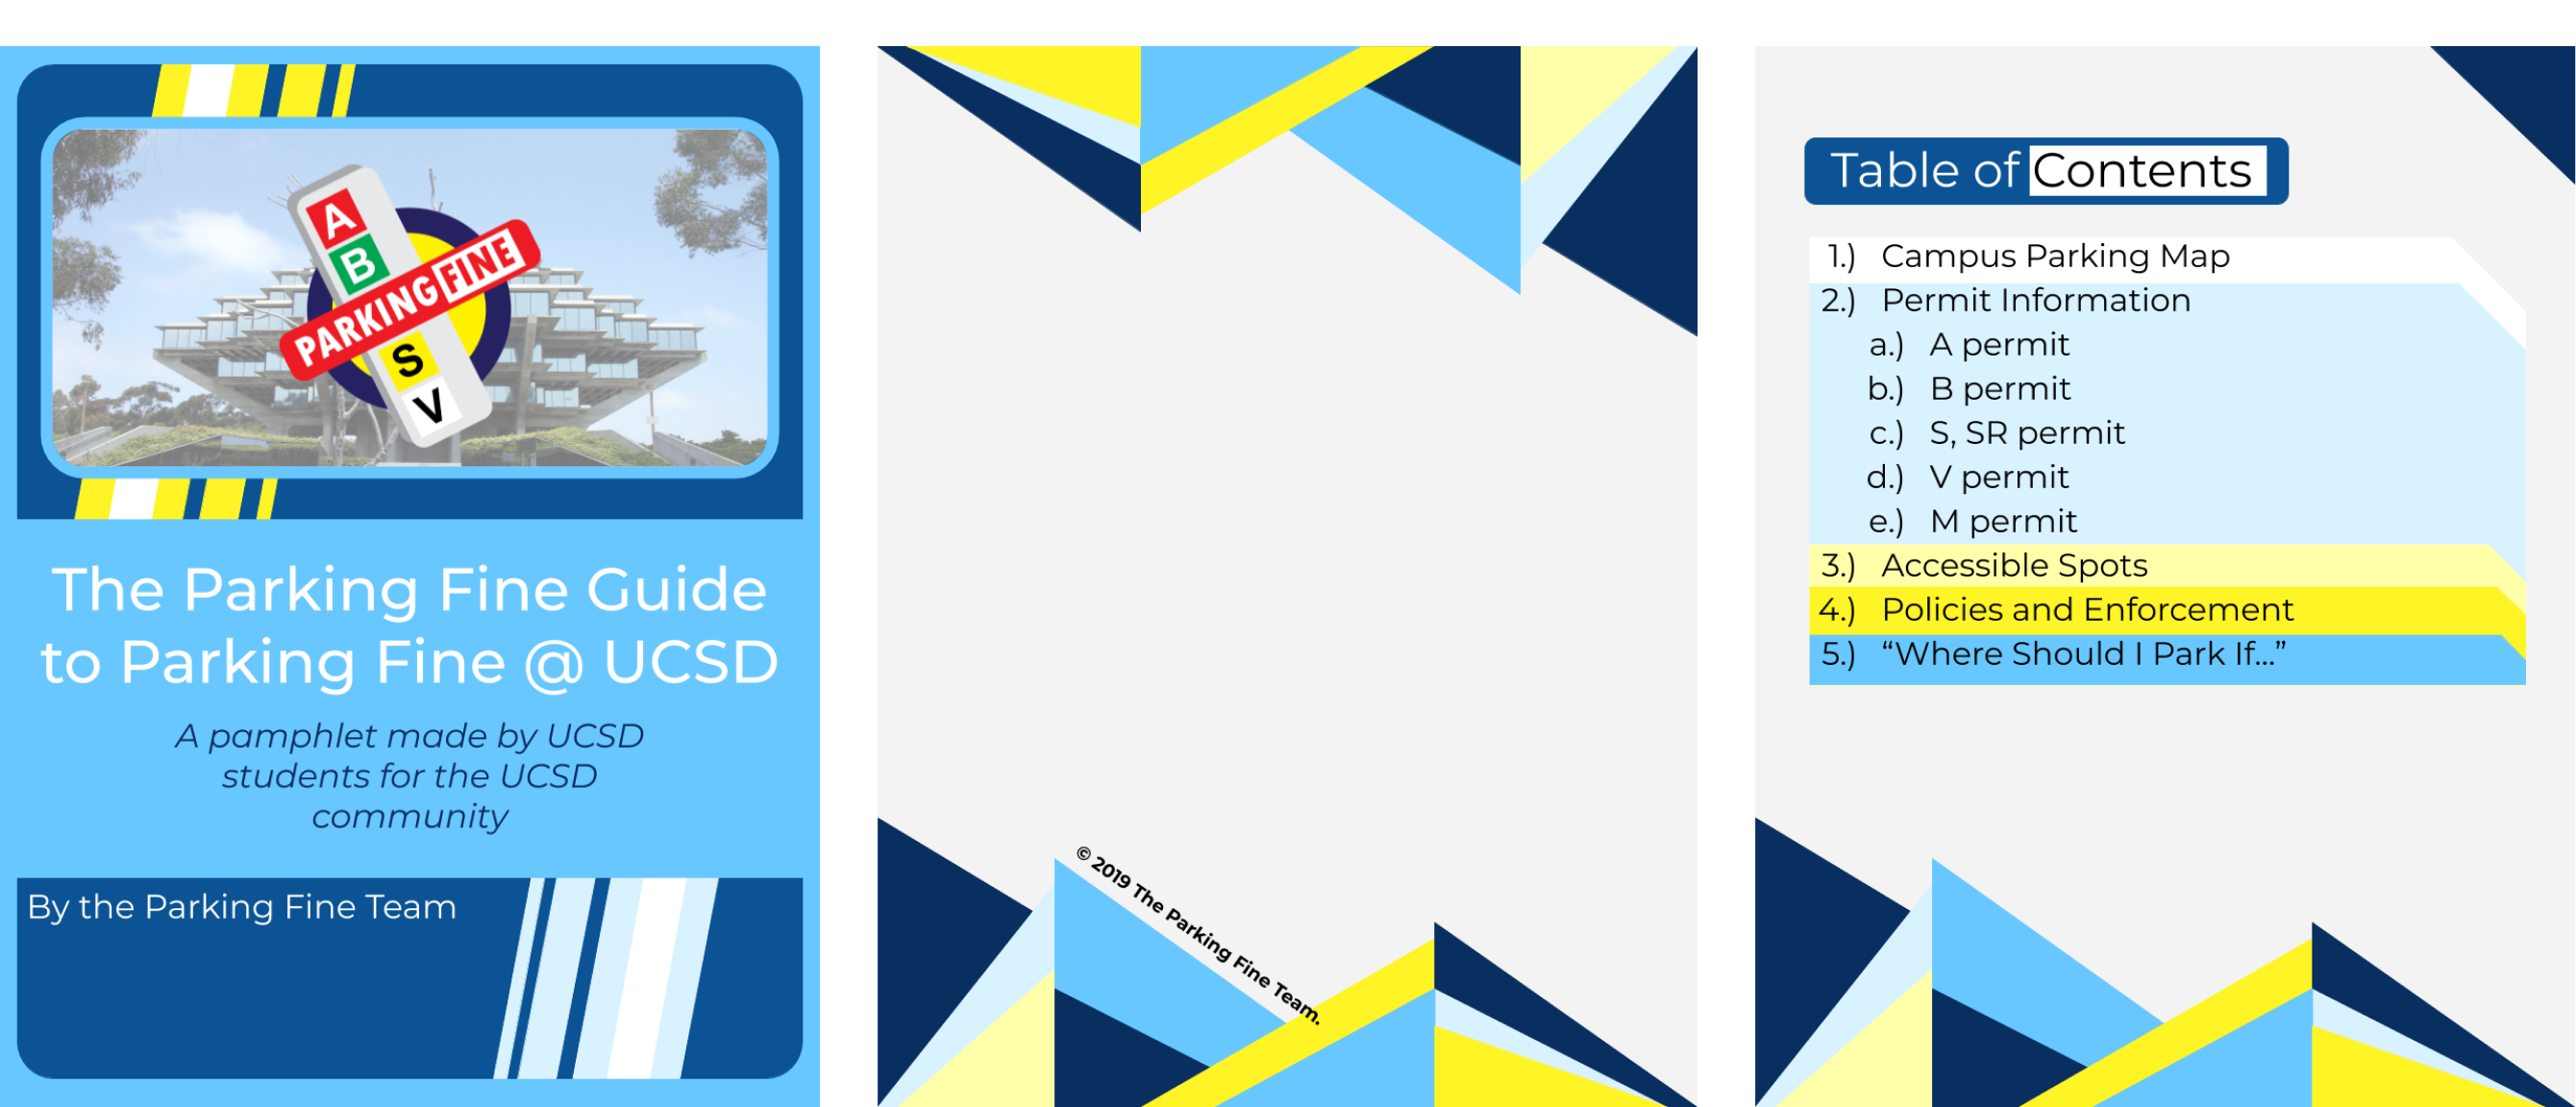 A
B
PARKING FINE
S
V
The Parking Fine Guide
to Parking Fine @ UCSD
A pamphlet made by UCSD
students for the UCSD
community
By the Parking Fine Team
© 2019 The Parking Fine Team.
Table of Contents
1.) Campus Parking Map
2.) Permit Information
a.) A permit
b.) B permit
c.) S, SR permit
d.) V permit
e.) M permit
3.) Accessible Spots
4.) Policies and Enforcement
5.) “Where Should I Park If...”